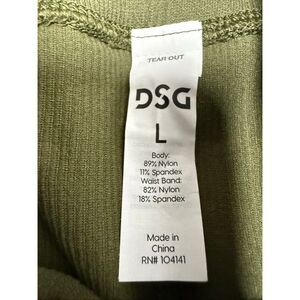 TEAR OUT
DSG
L
Body:
89% Nylon
11% Spandex
Waist Band:
82% Nylon
18% Spandex
Made in
China
RN# 104141